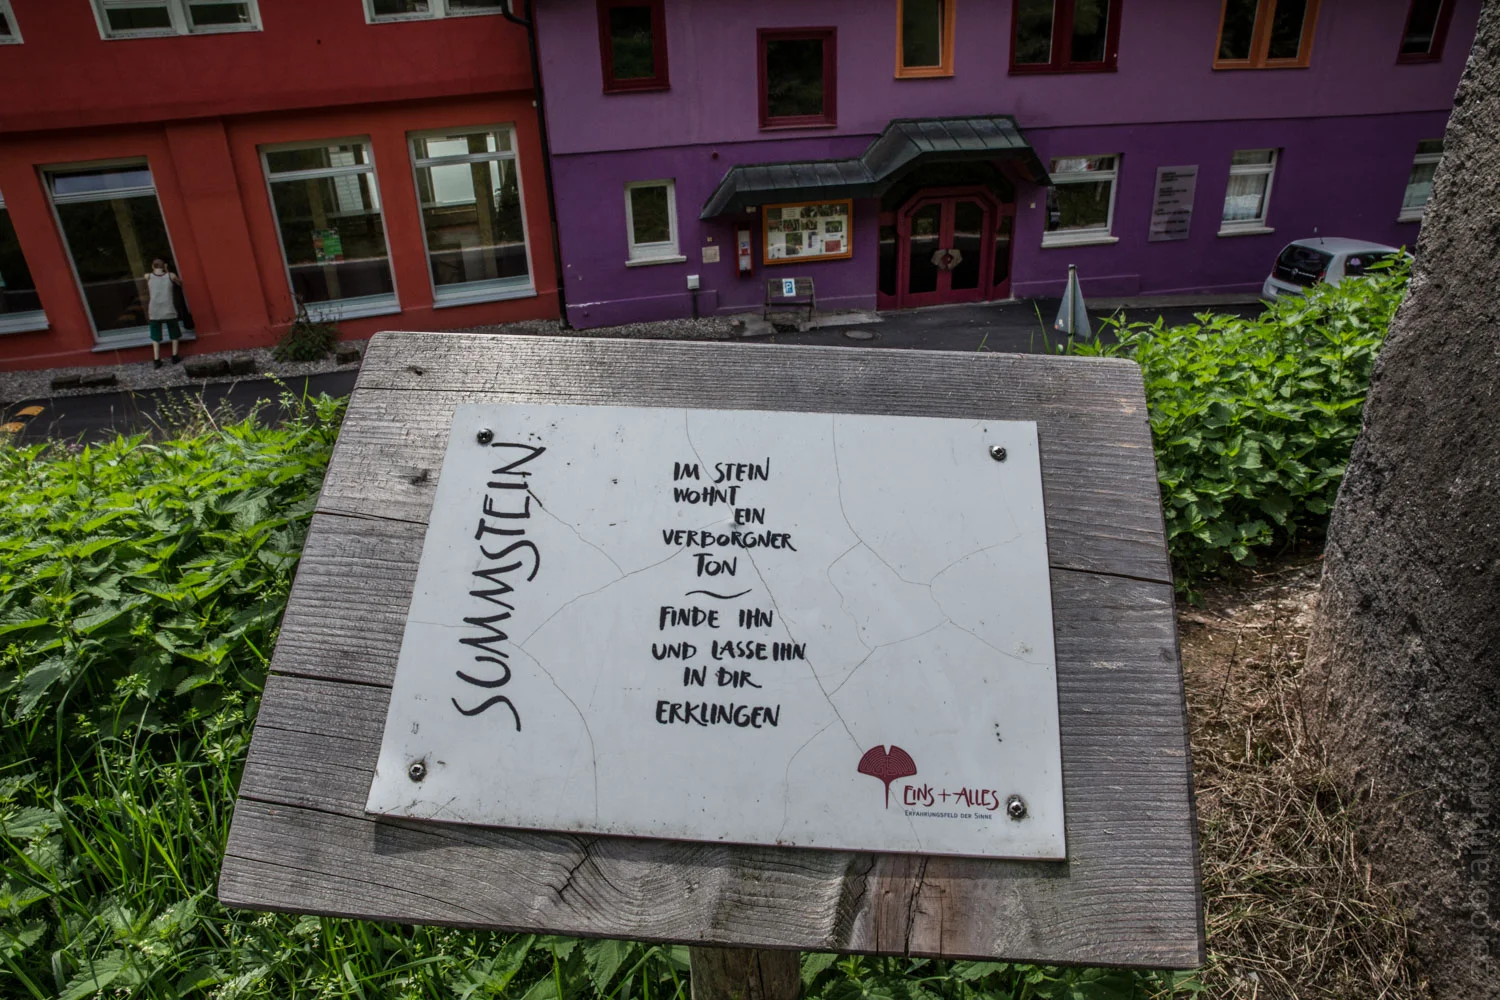 SUMMSTEIN
IM STEIN
WOHNT
EIN
VERBORGNER
TON
FINDE IHN
UND LASSE IHN
IN DIR
ERKLINGEN
EINS + ALLES
ERFAHRUNGSFELD DER SINNE
P